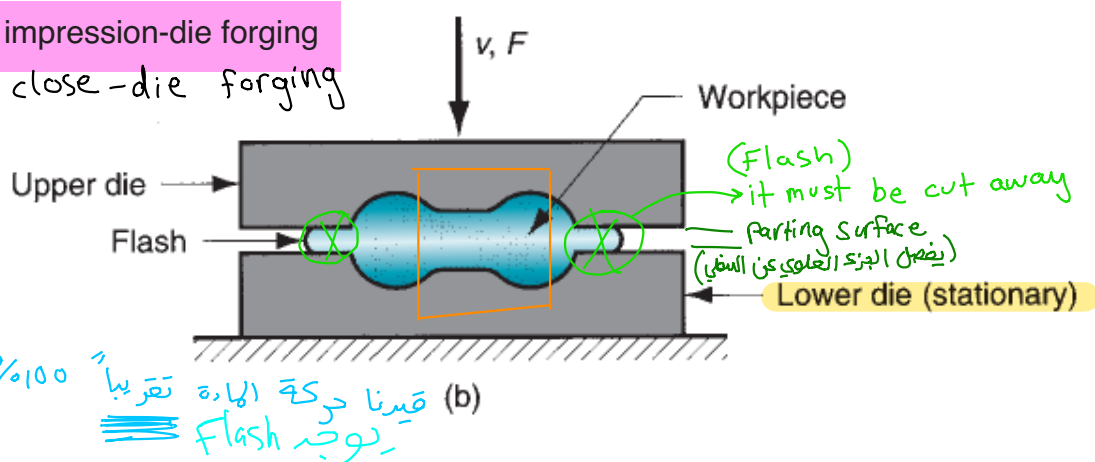 impression-die forging
close-die forging
v, F
Workpiece
Upper die
(Flash)
it must be cut away
Flash
Parting surface
(يفصل الجزء العلوي عن السفلي)
Lower die (stationary)
قيدنا حركة المادة تقريباً 100%
(b)
يوجد Flash